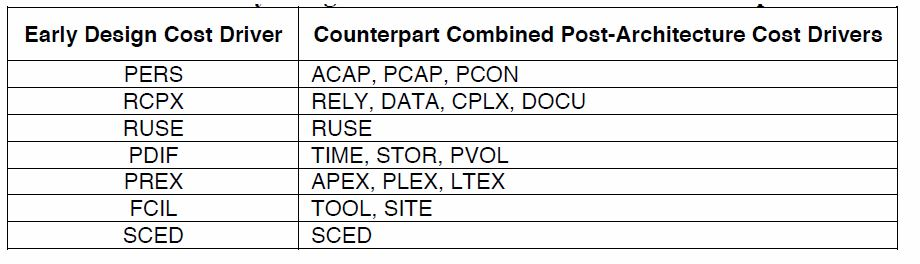 Early Design Cost Driver Counterpart Combined Post-Architecture Cost Drivers
PERS ACAP, PCAP, PCON
RCPX RELY, DATA, CPLX, DOCU
RUSE RUSE
PDIF TIME, STOR, PVOL
PREX APEX, PLEX, LTEX
FCIL TOOL, SITE
SCED SCED